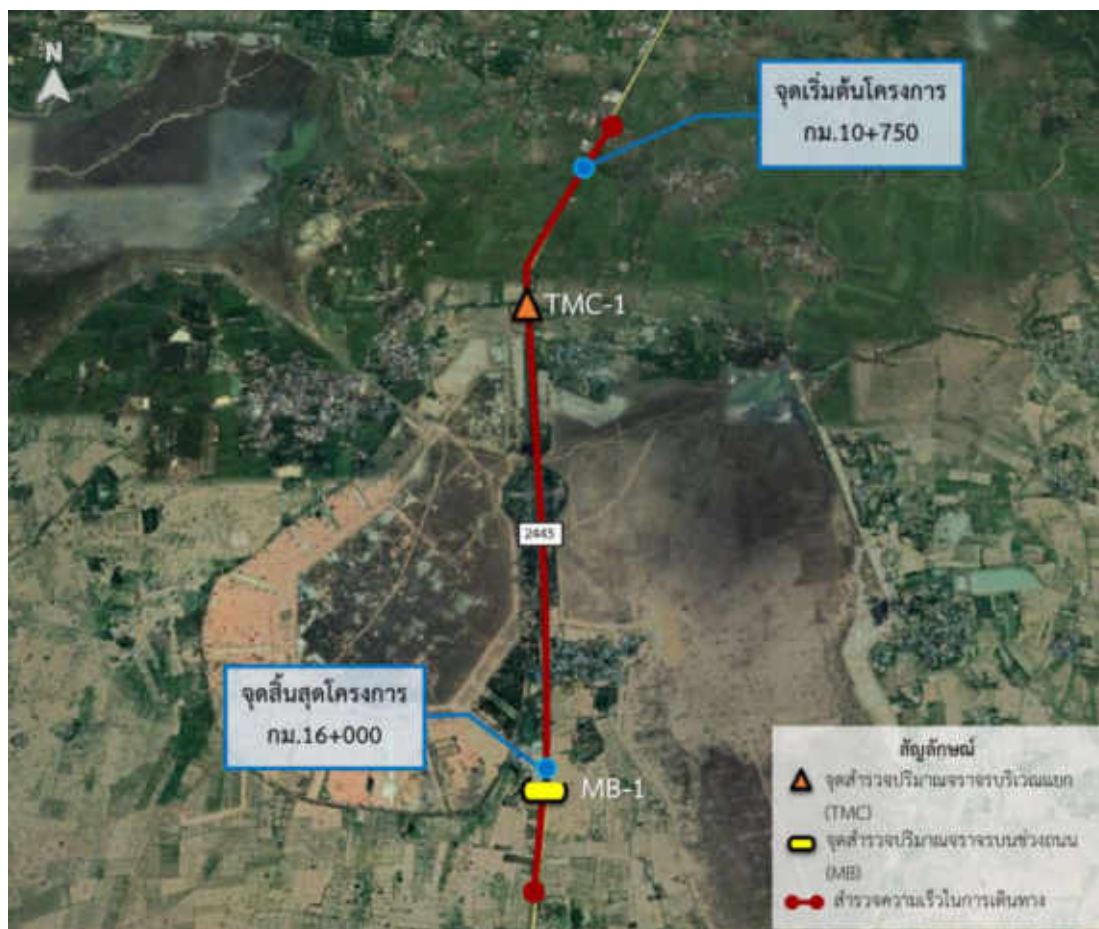 N
จุดเริ่มต้นโครงการ
กม.10+750
TMC-1
2445
จุดสิ้นสุดโครงการ
กม.16+000
MB-1
สัญลักษณ์
จุดสำรวจปริมาณจราจรบริเวณแยก
(TMC)
จุดสำรวจปริมาณจราจรบนช่วงถนน
(MB)
สำรวจความเร็วในการเดินทาง